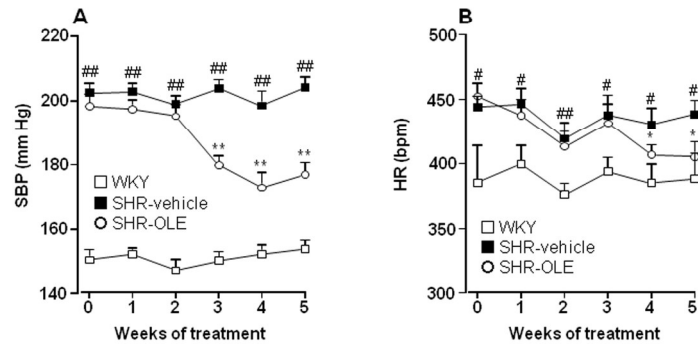 A
220
200
180
160
140
SBP (mm Hg)
## ## ## ## ## ##
** ** **
WKY
SHR-vehicle
SHR-OLE
0 1 2 3 4 5
Weeks of treatment
B
500
450
400
350
300
HR (bpm)
# # ## # # #
* *
WKY
SHR-vehicle
SHR-OLE
0 1 2 3 4 5
Weeks of treatment